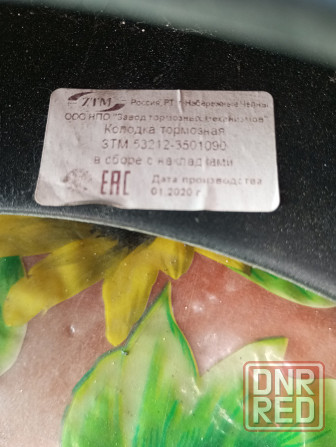 ZTM Россия, РТ, г. Набережные Челны
ООО НПО "Завод тормозных механизмов"
Колодка тормозная
ЗТМ 53212-3501090
в сборе с накладками
EAC Дата производства
01.2020 г
DNR
RED